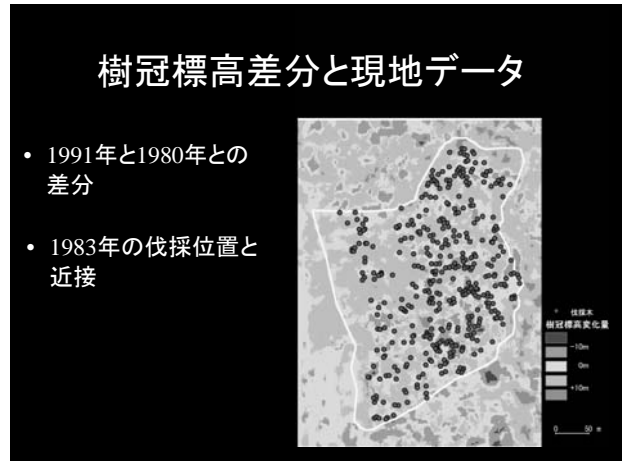 樹冠標高差分と現地データ
• 1991年と1980年との
差分
• 1983年の伐採位置と
近接
伐採木
樹冠標高変化量
-10m
0m
+10m
0 50 m